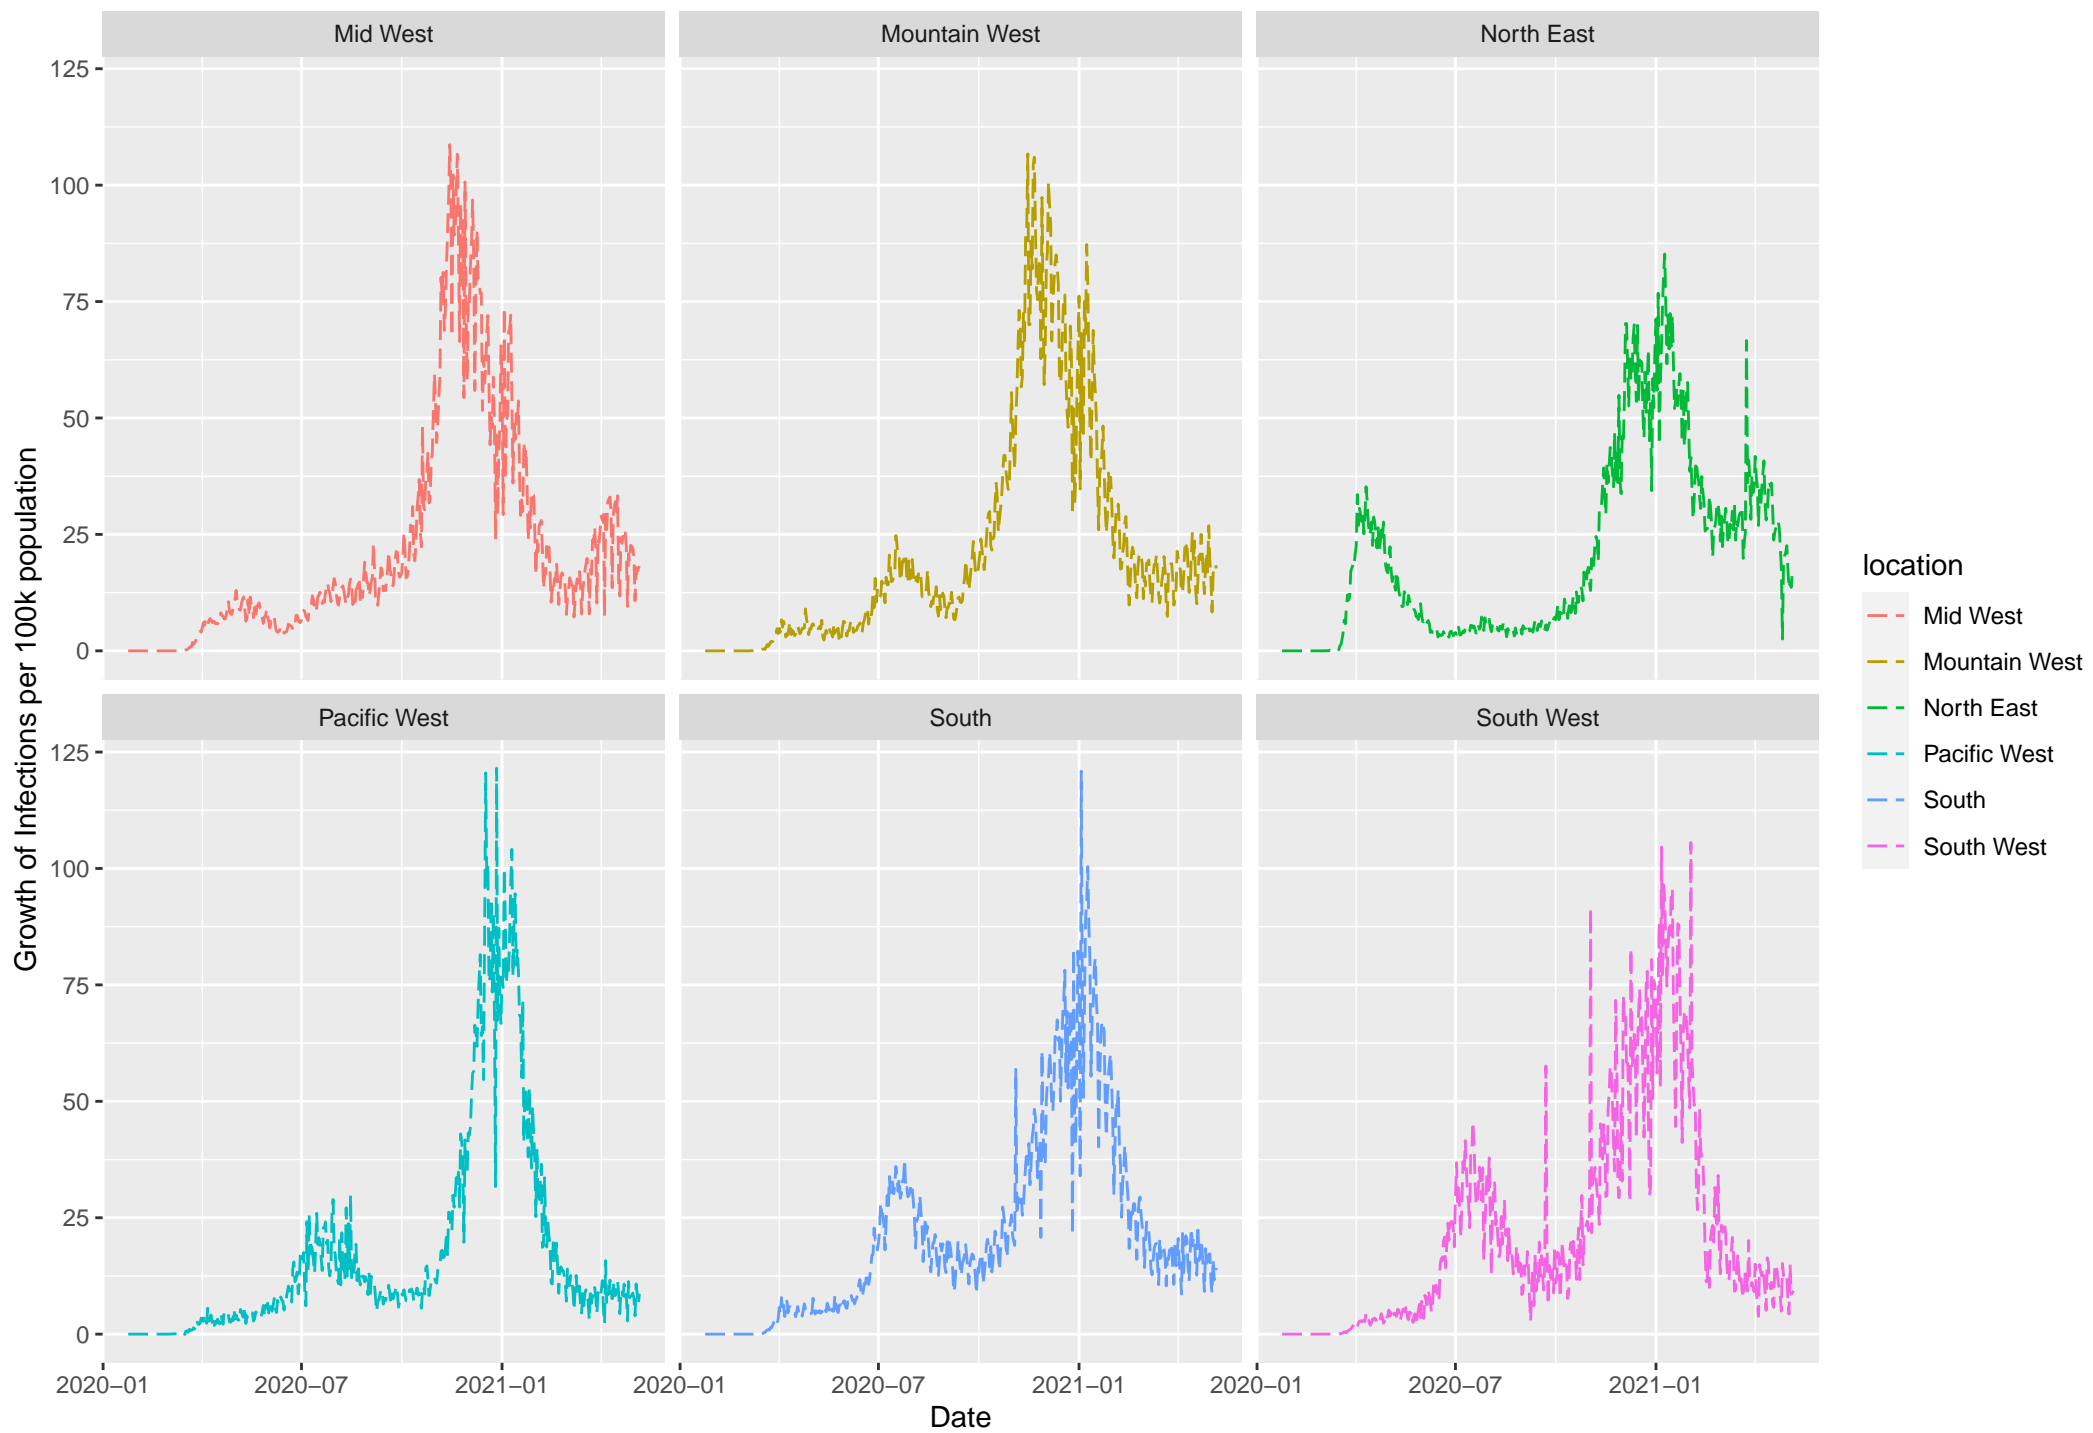 Mid West
Mountain West
North East
125
100
75
50
25
0
Pacific West
South
South West
125
100
75
50
25
0
2020−01
2020−07
2021−01
2020−01
2020−07
2021−01
2020−01
2020−07
2021−01
Date
Growth of Infections per 100k population
location
Mid West
Mountain West
North East
Pacific West
South
South West